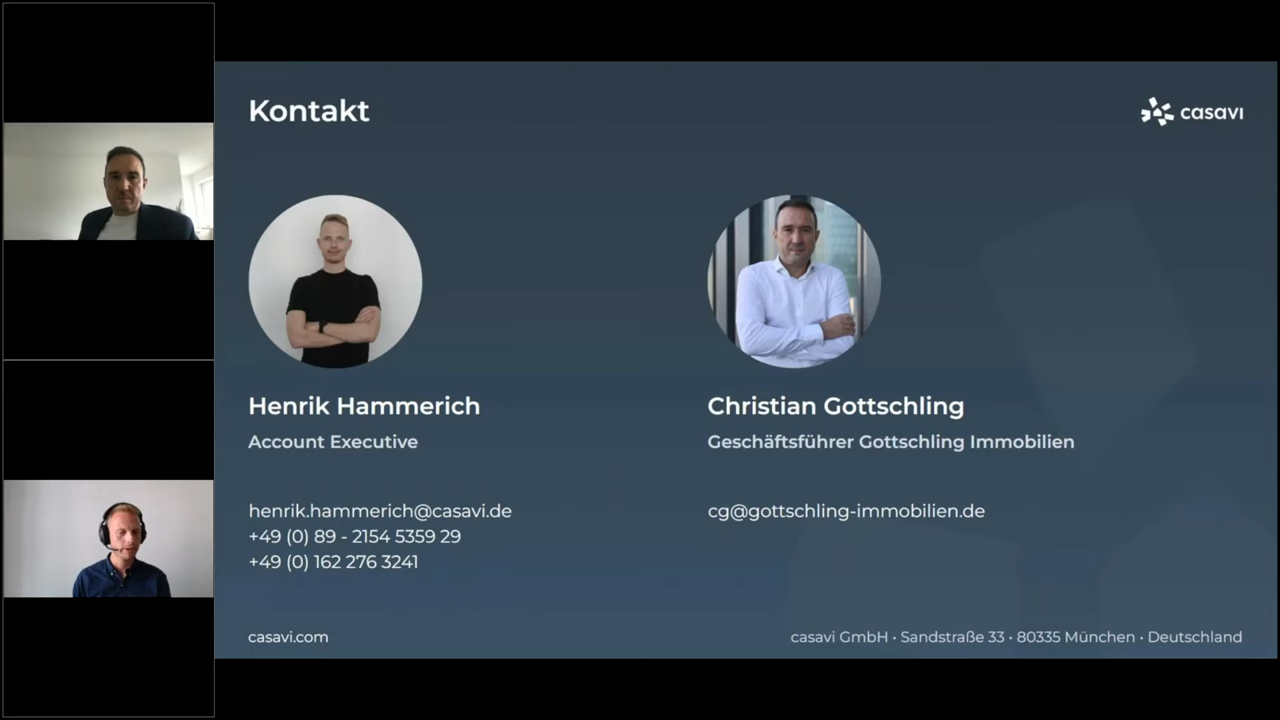 Kontakt
casavi
Henrik Hammerich
Account Executive
henrik.hammerich@casavi.de
+49 (0) 89 - 2154 5359 29
+49 (0) 162 276 3241
Christian Gottschling
Geschäftsführer Gottschling Immobilien
cg@gottschling-immobilien.de
casavi.com
casavi GmbH • Sandstraße 33 • 80335 München • Deutschland